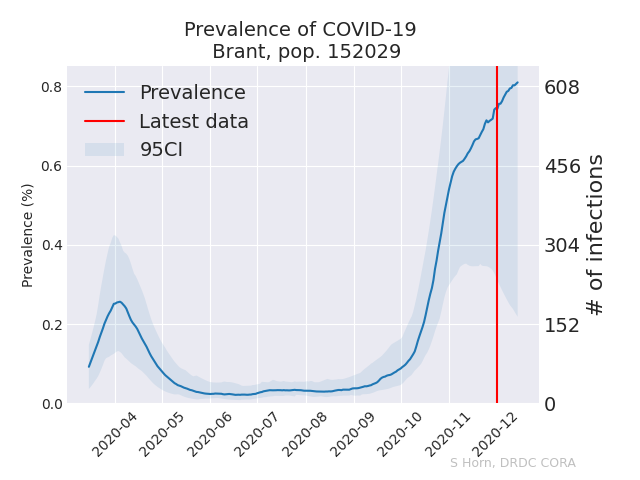 Prevalence of COVID-19
Brant, pop. 152029
Prevalence
Latest data
95CI
0.8
0.6
0.4
0.2
0.0
Prevalence (%)
608
456
304
152
0
# of infections
2020-04
2020-05
2020-06
2020-07
2020-08
2020-09
2020-10
2020-11
2020-12
S Horn, DRDC CORA